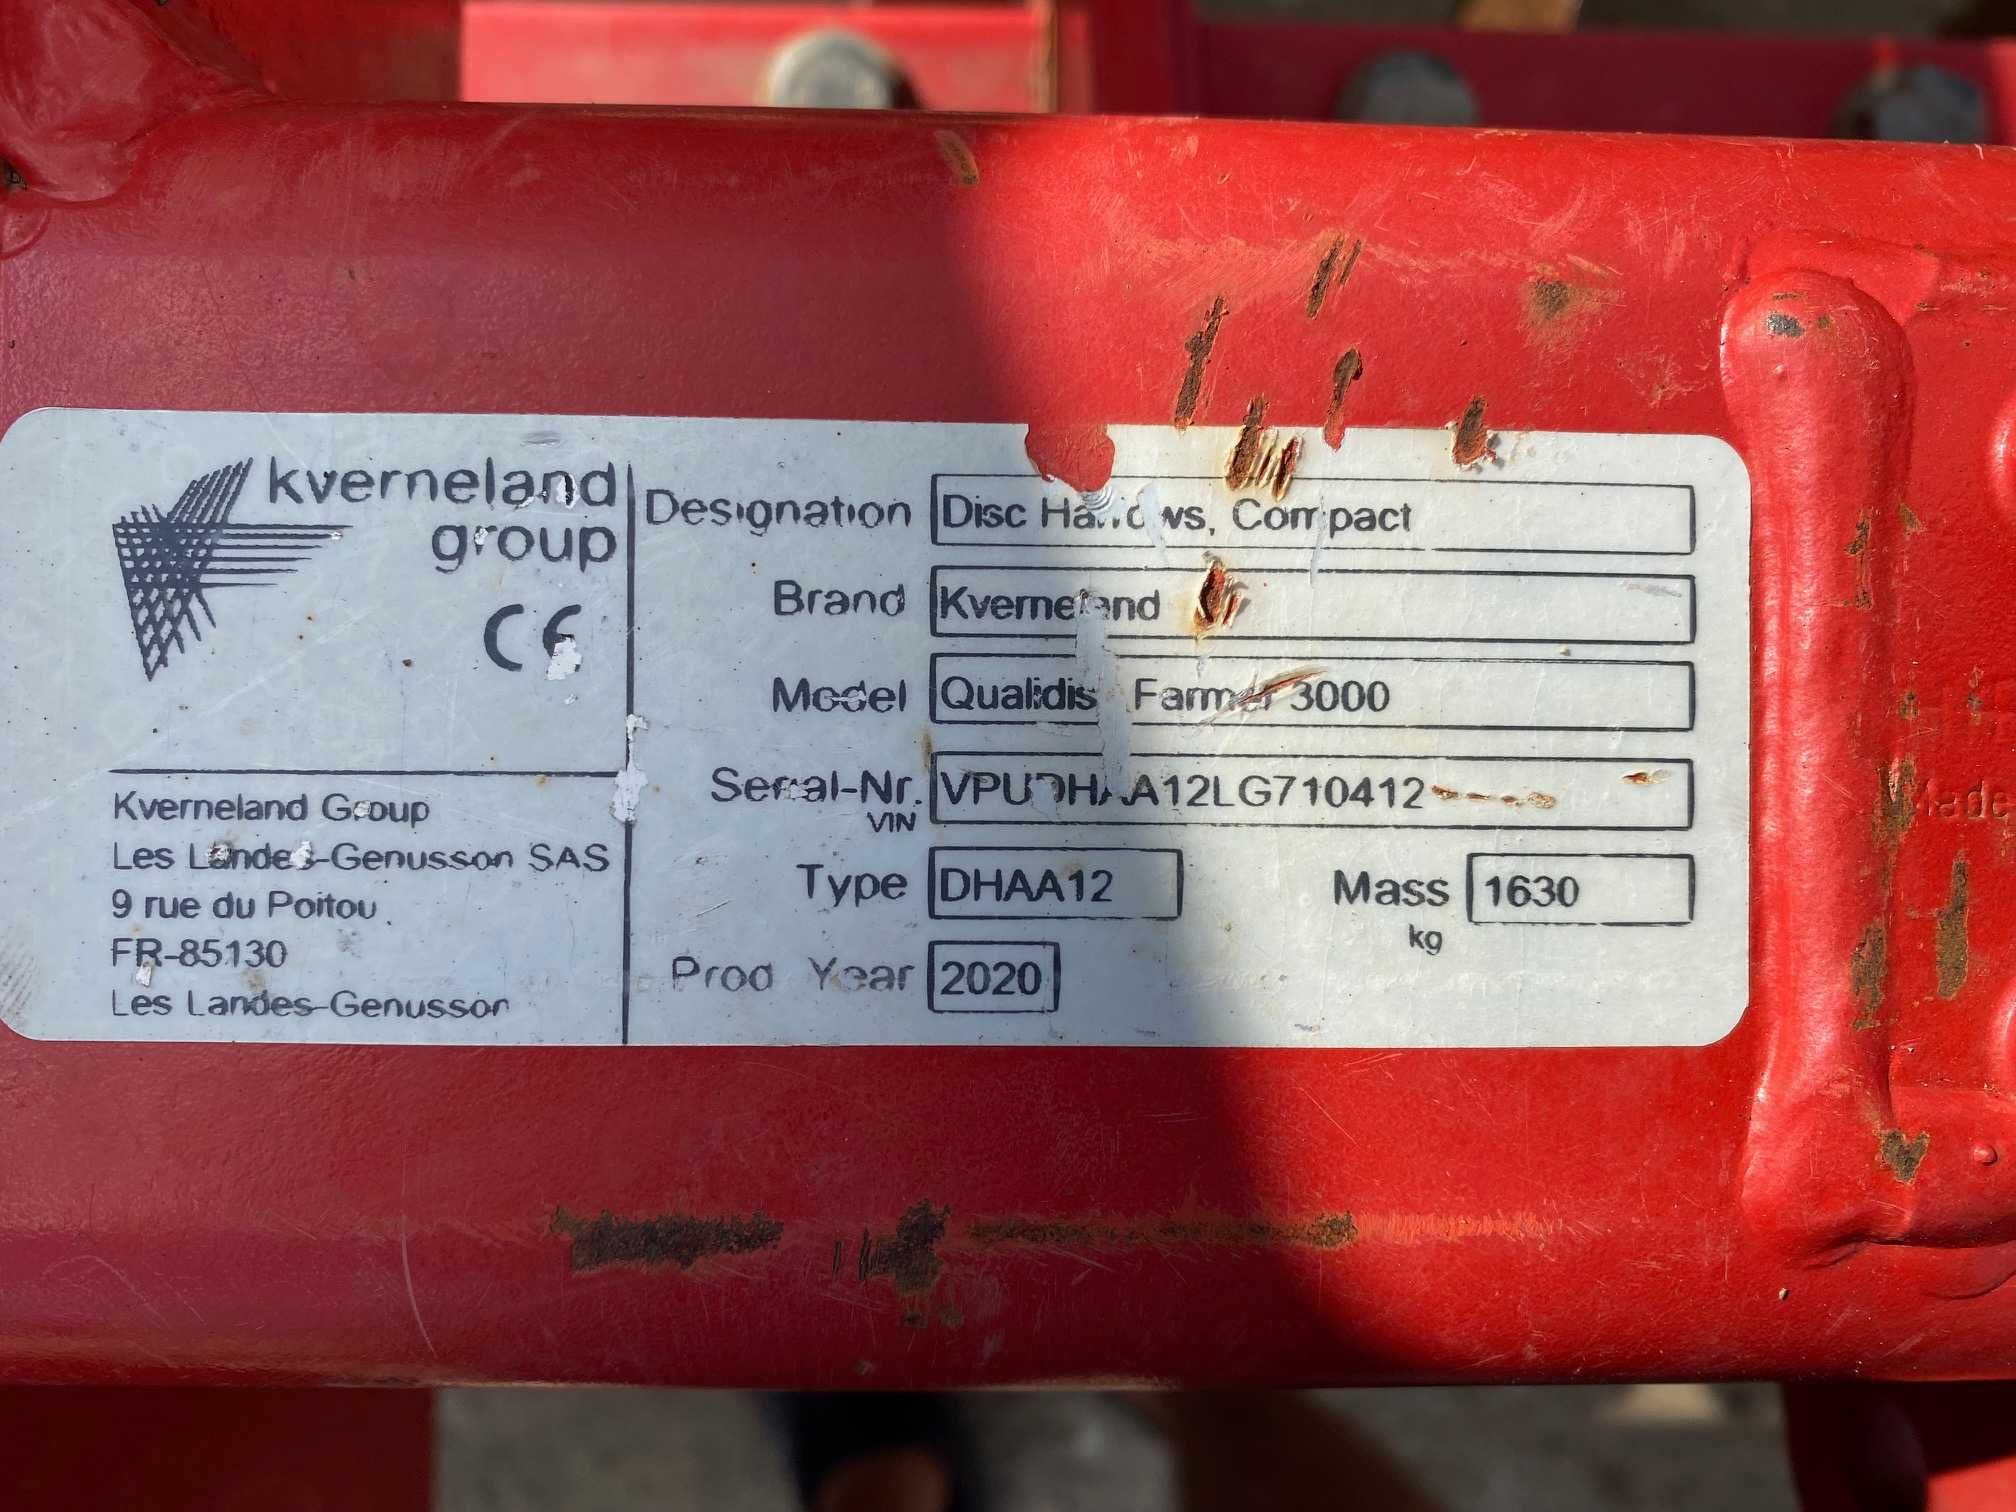 kverneland
group
CE
Kverneland Group
Les Landes-Genusson SAS
9 rue du Poitou
FR-85130
Les Landes-Genusson
Designation Disc Harrows, Compact
Brand Kverneland
Model Qualidisc Farmer 3000
Serial-Nr. VPUDHAA12LG710412
VIN
Type DHAA12 Mass 1630
kg
Prod Year 2020
Made